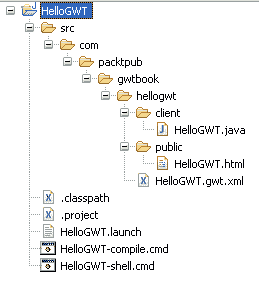 HelloGWT
src
com
packtpub
gwtbook
hellogwt
client
HelloGWT.java
public
HelloGWT.html
HelloGWT.gwt.xml
.classpath
.project
HelloGWT.launch
HelloGWT-compile.cmd
HelloGWT-shell.cmd